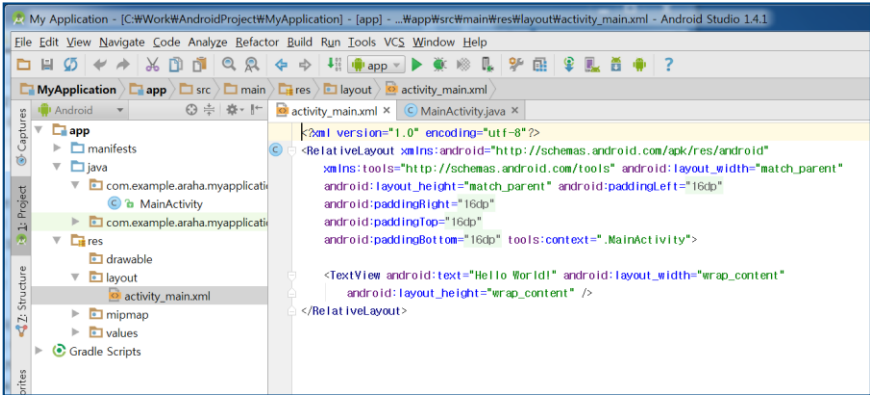 My Application - [C:₩Work₩AndroidProject₩MyApplication] - [app] - ...₩app₩src₩main₩res₩layout₩activity_main.xml - Android Studio 1.4.1
File Edit View Navigate Code Analyze Refactor Build Run Tools VCS Window Help
app
MyApplication app src main res layout activity_main.xml
Android
activity_main.xml × MainActivity.java ×
Captures
1: Project
7: Structure
app
manifests
java
com.example.araha.myapplicati
MainActivity
com.example.araha.myapplicati
res
drawable
layout
activity_main.xml
mipmap
values
Gradle Scripts
<?xml version="1.0" encoding="utf-8"?>
<RelativeLayout xmlns:android="http://schemas.android.com/apk/res/android"
xmlns:tools="http://schemas.android.com/tools" android:layout_width="match_parent"
android:layout_height="match_parent" android:paddingLeft="16dp"
android:paddingRight="16dp"
android:paddingTop="16dp"
android:paddingBottom="16dp" tools:context=".MainActivity">
<TextView android:text="Hello World!" android:layout_width="wrap_content"
android:layout_height="wrap_content" />
</RelativeLayout>